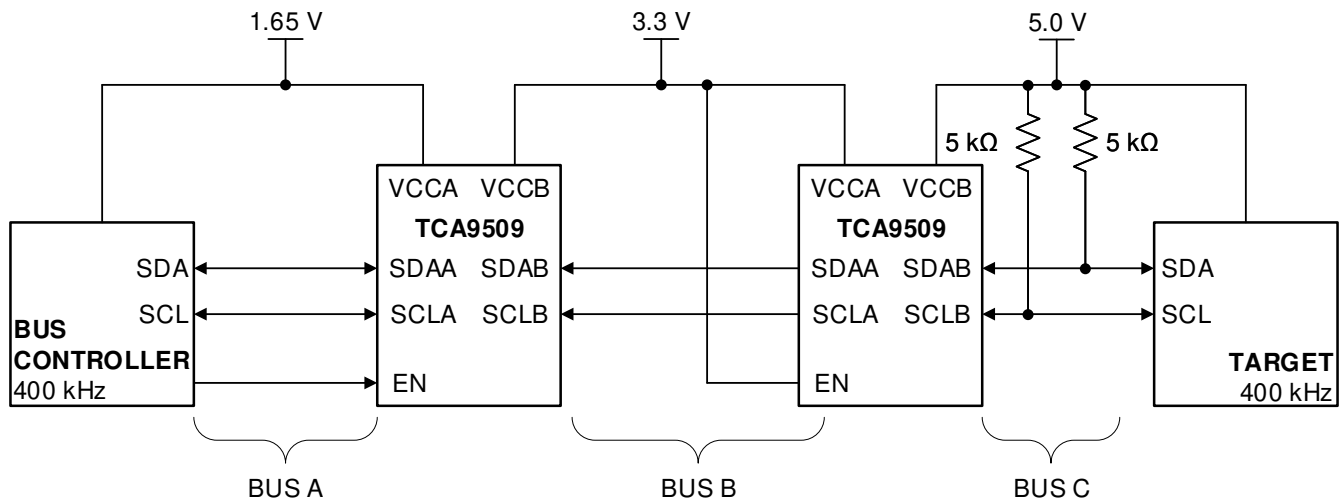 1.65 V
3.3 V
5.0 V
5 kΩ
5 kΩ
VCCA VCCB
TCA9509
VCCA VCCB
TCA9509
SDA
SDAA SDAB
SDAA SDAB
SDA
SCL
SCLA SCLB
SCLA SCLB
SCL
BUS
CONTROLLER
400 kHz
EN
EN
TARGET
400 kHz
BUS A
BUS B
BUS C